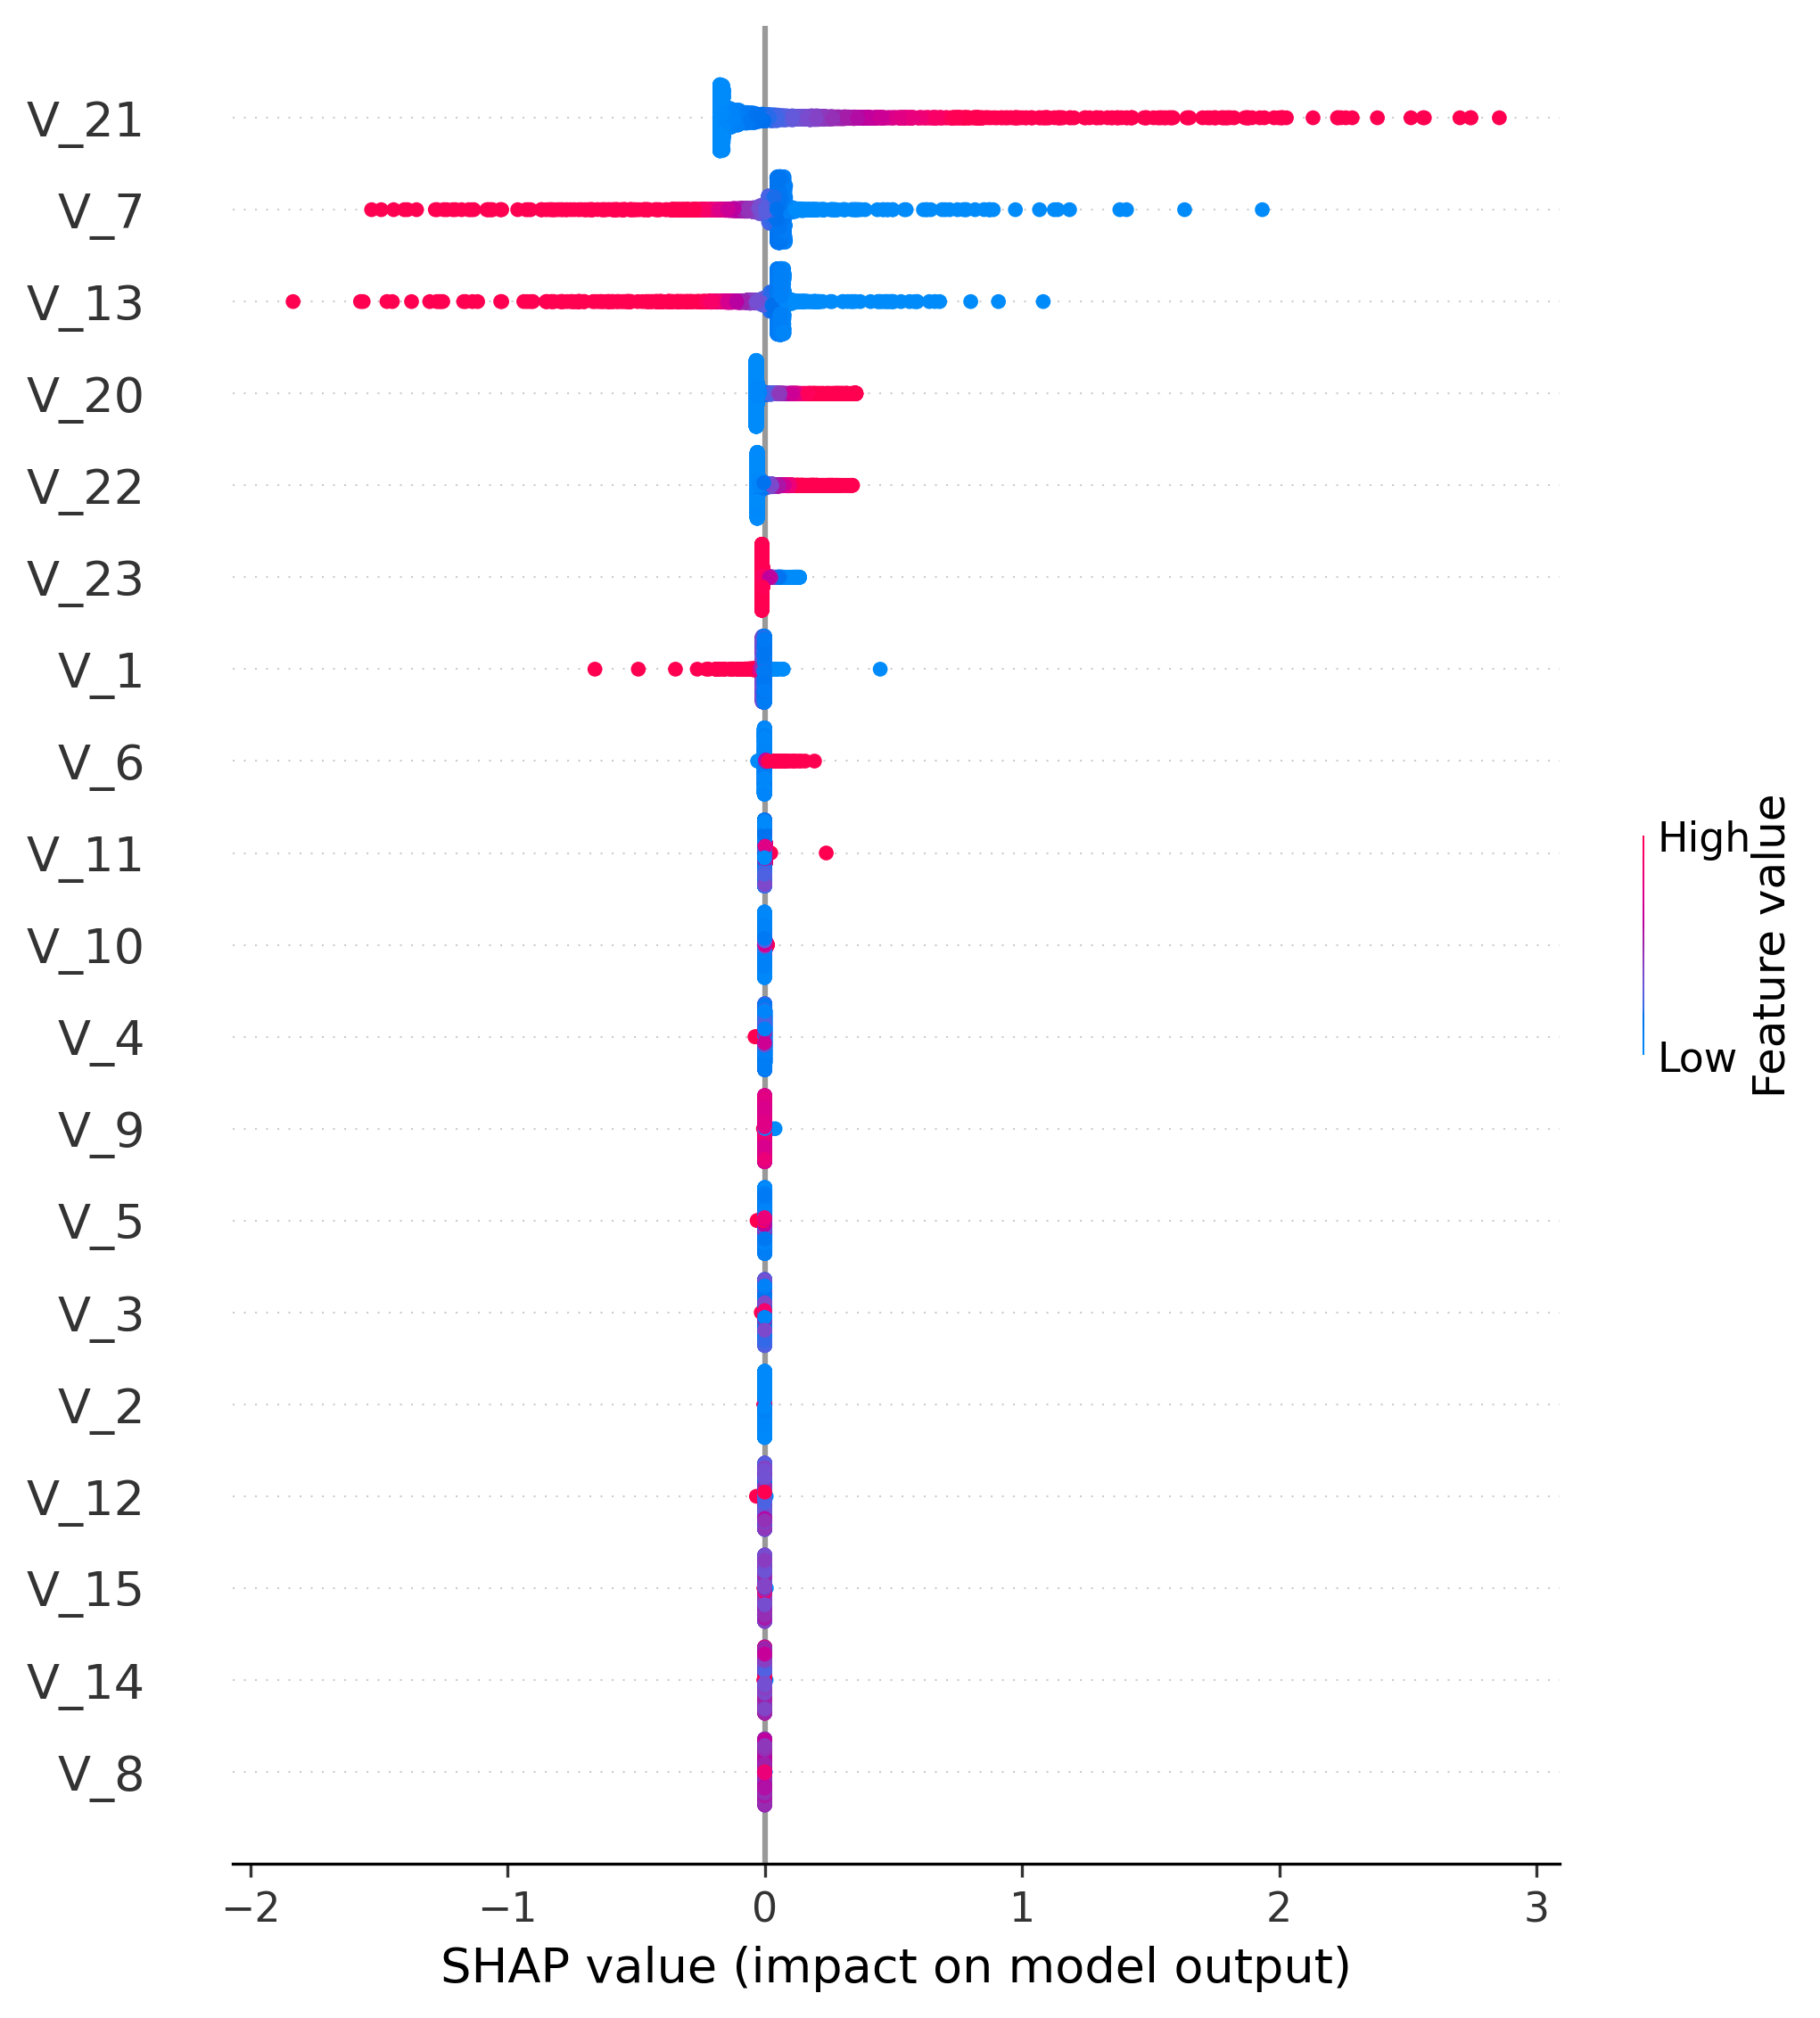 V_21
V_7
V_13
V_20
V_22
V_23
V_1
V_6
V_11
V_10
V_4
V_9
V_5
V_3
V_2
V_12
V_15
V_14
V_8
−2 −1 0 1 2 3
SHAP value (impact on model output)
High
Low
Feature value